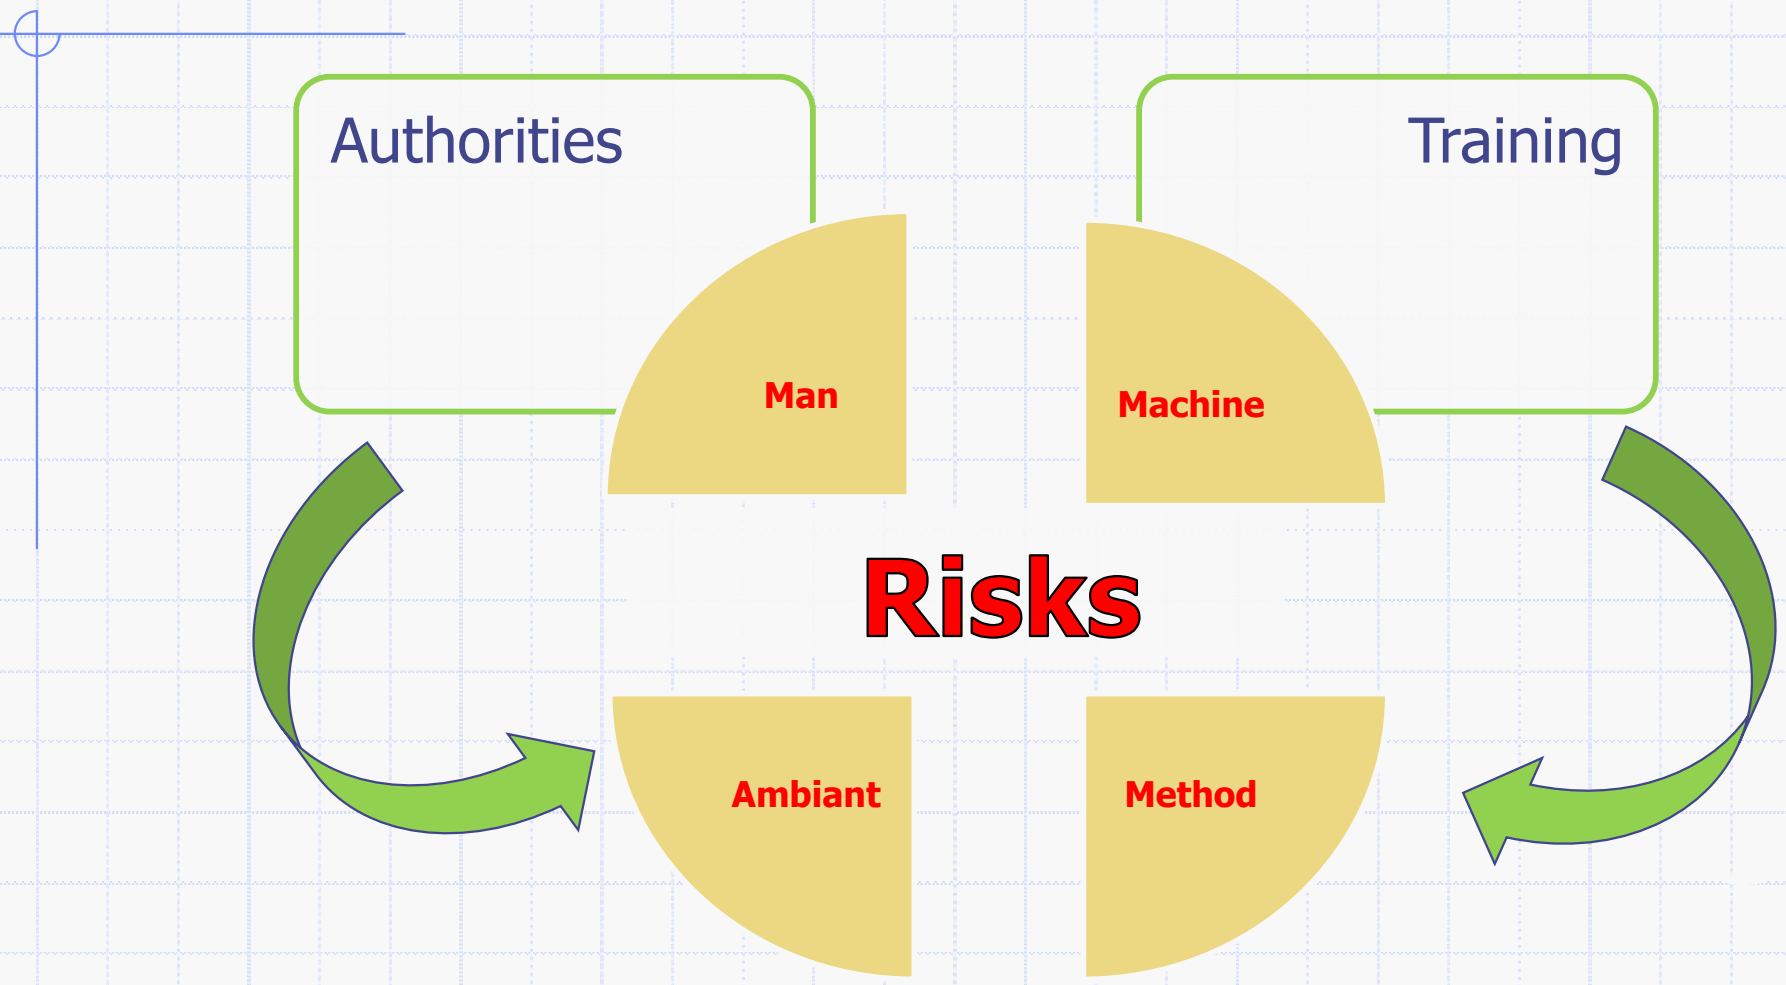 Authorities
Training
Man
Machine
Risks
Ambiant
Method